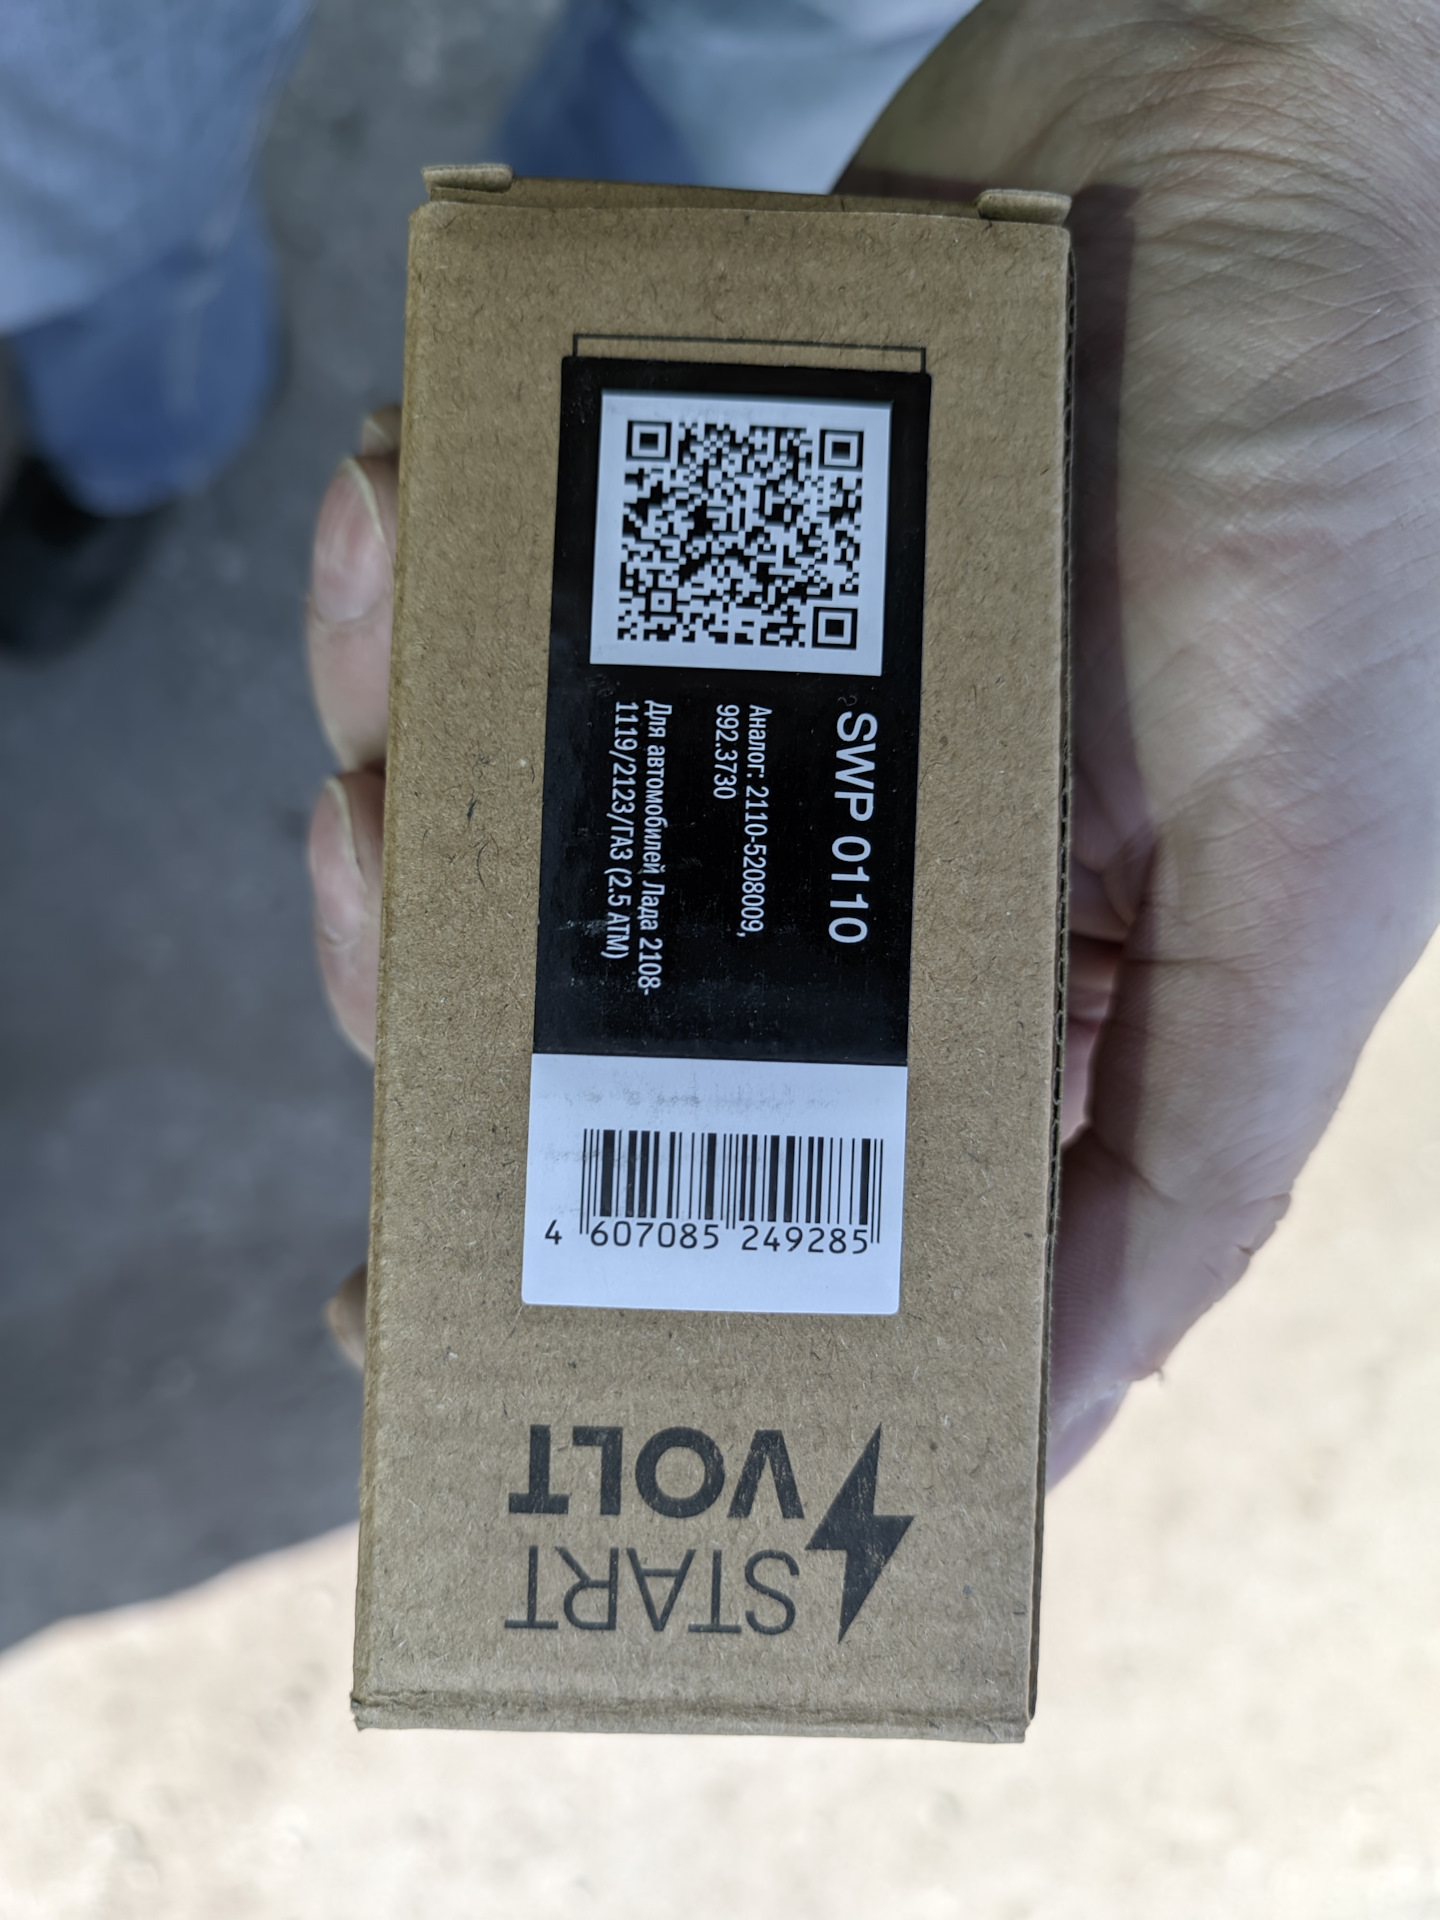 SWP 0110
Аналог: 2110-5208009,
992.3730
Для автомобилей Лада 2108-
1119/2123/ГАЗ (2.5 АТМ)
4 607085 249285
START
VOLT